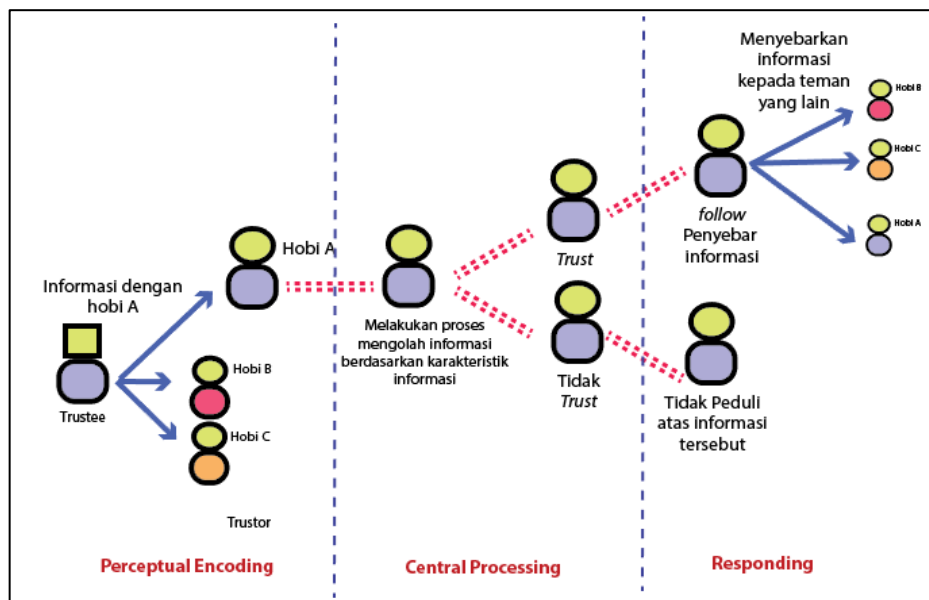 Informasi dengan
hobi A
Trustee
Hobi A
Hobi B
Hobi C
Trustor
Perceptual Encoding
Melakukan proses
mengolah informasi
berdasarkan karakteristik
informasi
Trust
Tidak
Trust
Central Processing
Menyebarkan
informasi
kepada teman
yang lain
follow
Penyebar
informasi
Hobi B
Hobi C
Hobi A
Tidak Peduli
atas informasi
tersebut
Responding